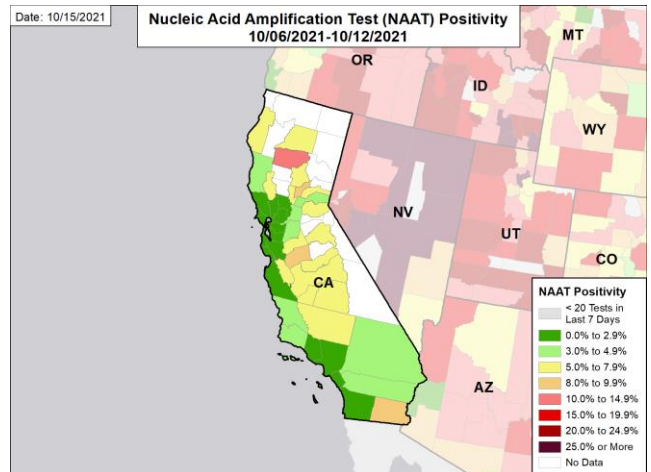 Date: 10/15/2021
Nucleic Acid Amplification Test (NAAT) Positivity
10/06/2021-10/12/2021
MT
OR
ID
WY
NV
UT
CO
CA
AZ
NAAT Positivity
< 20 Tests in
Last 7 Days
0.0% to 2.9%
3.0% to 4.9%
5.0% to 7.9%
8.0% to 9.9%
10.0% to 14.9%
15.0% to 19.9%
20.0% to 24.9%
25.0% or More
No Data